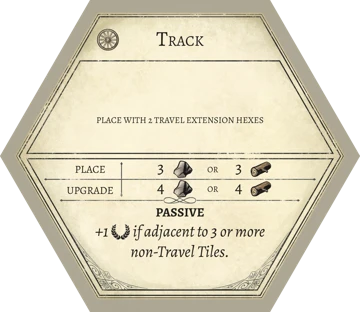 TRACK
PLACE WITH 2 TRAVEL EXTENSION HEXES
PLACE 3 OR 3
UPGRADE 4 OR 4
PASSIVE
+1 if adjacent to 3 or more
non-Travel Tiles.